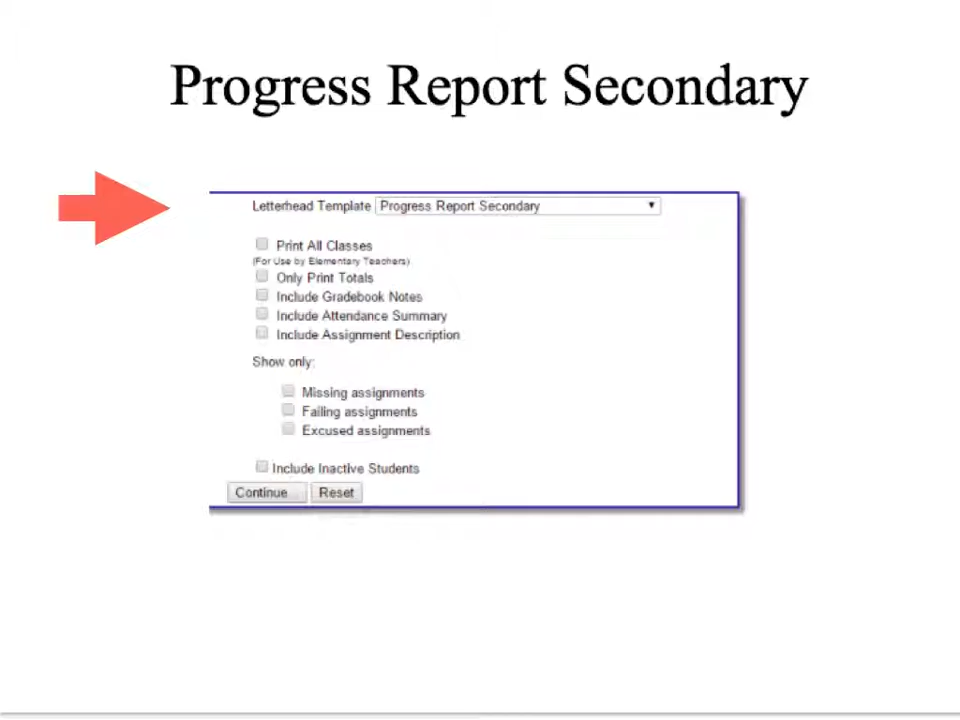 Progress Report Secondary
Letterhead Template Progress Report Secondary
Print All Classes
(For Use by Elementary Teachers)
Only Print Totals
Include Gradebook Notes
Include Attendance Summary
Include Assignment Description
Show only:
Missing assignments
Failing assignments
Excused assignments
Include Inactive Students
Continue... Reset